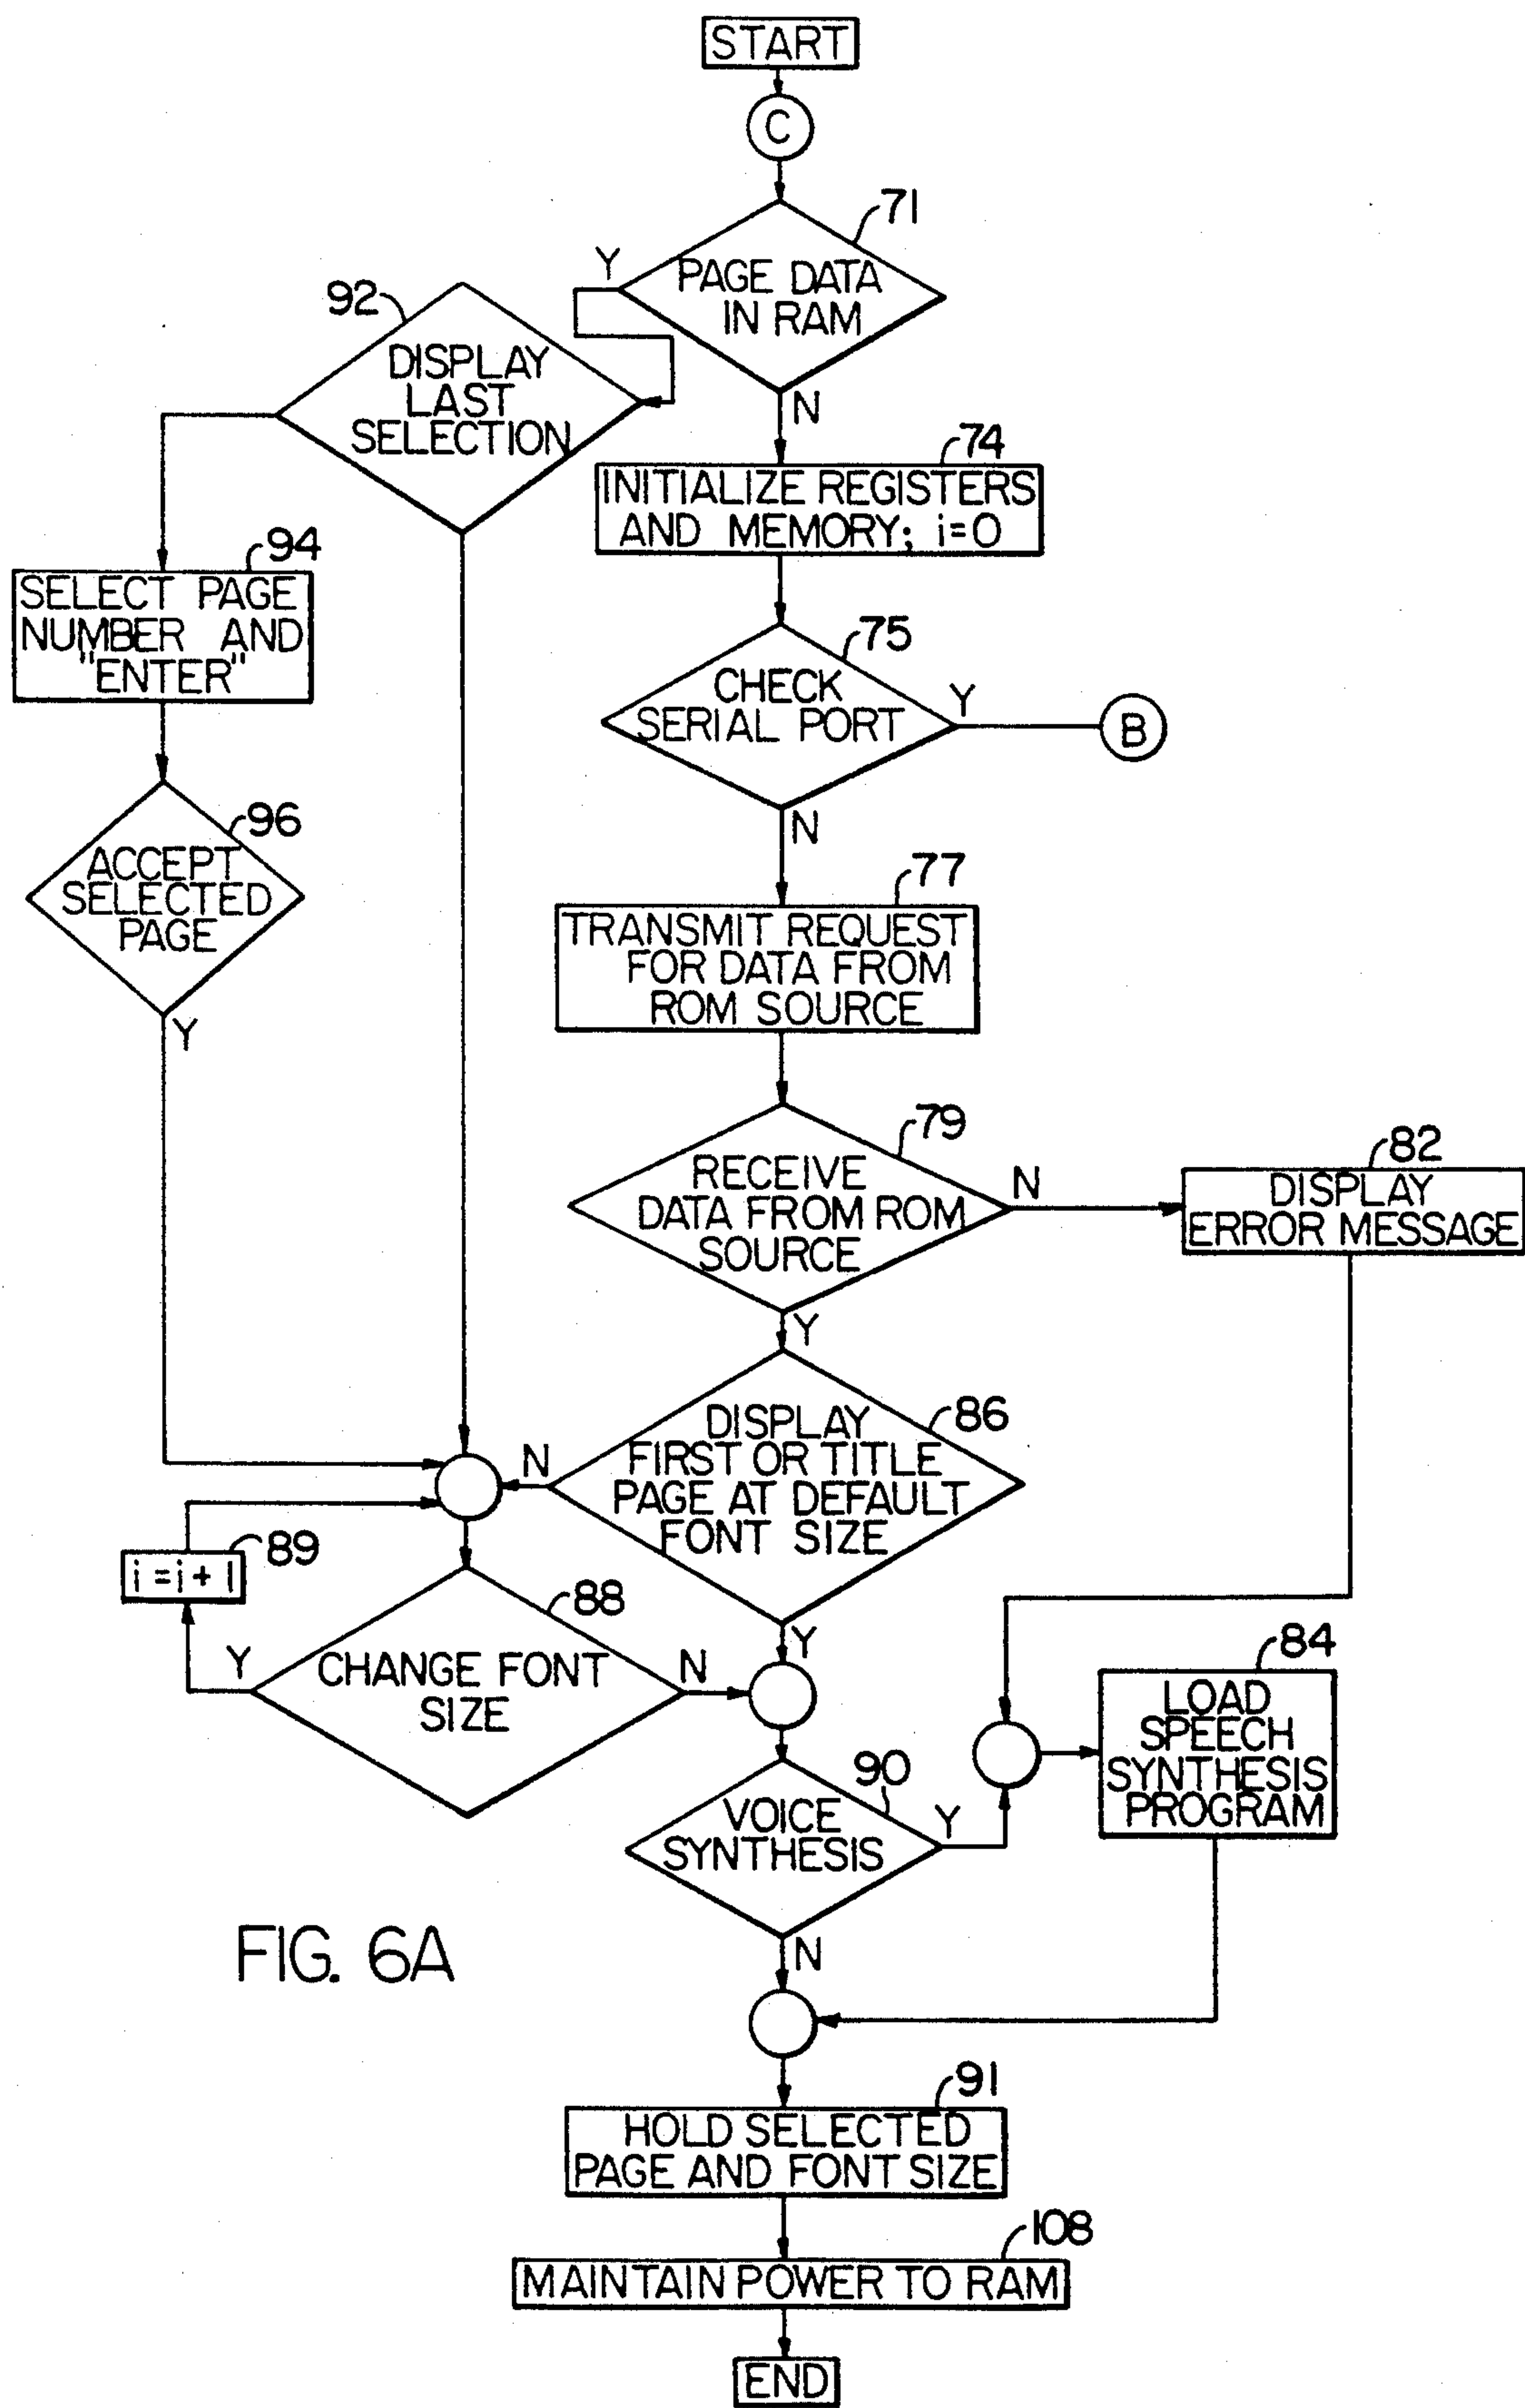 START
C
71
Y
PAGE DATA
IN RAM
N
92
DISPLAY
LAST
SELECTION
74
INITIALIZE REGISTERS
AND MEMORY; i=0
94
SELECT PAGE
NUMBER AND
"ENTER"
75
CHECK
SERIAL PORT
Y
B
N
96
ACCEPT
SELECTED
PAGE
Y
77
TRANSMIT REQUEST
FOR DATA FROM
ROM SOURCE
79
RECEIVE
DATA FROM ROM
SOURCE
N
82
DISPLAY
ERROR MESSAGE
Y
86
DISPLAY
FIRST OR TITLE
PAGE AT DEFAULT
FONT SIZE
N
Y
89
i=i+1
88
Y
CHANGE FONT
SIZE
N
84
LOAD
SPEECH
SYNTHESIS
PROGRAM
90
VOICE
SYNTHESIS
Y
N
FIG. 6A
91
HOLD SELECTED
PAGE AND FONT SIZE
108
MAINTAIN POWER TO RAM
END